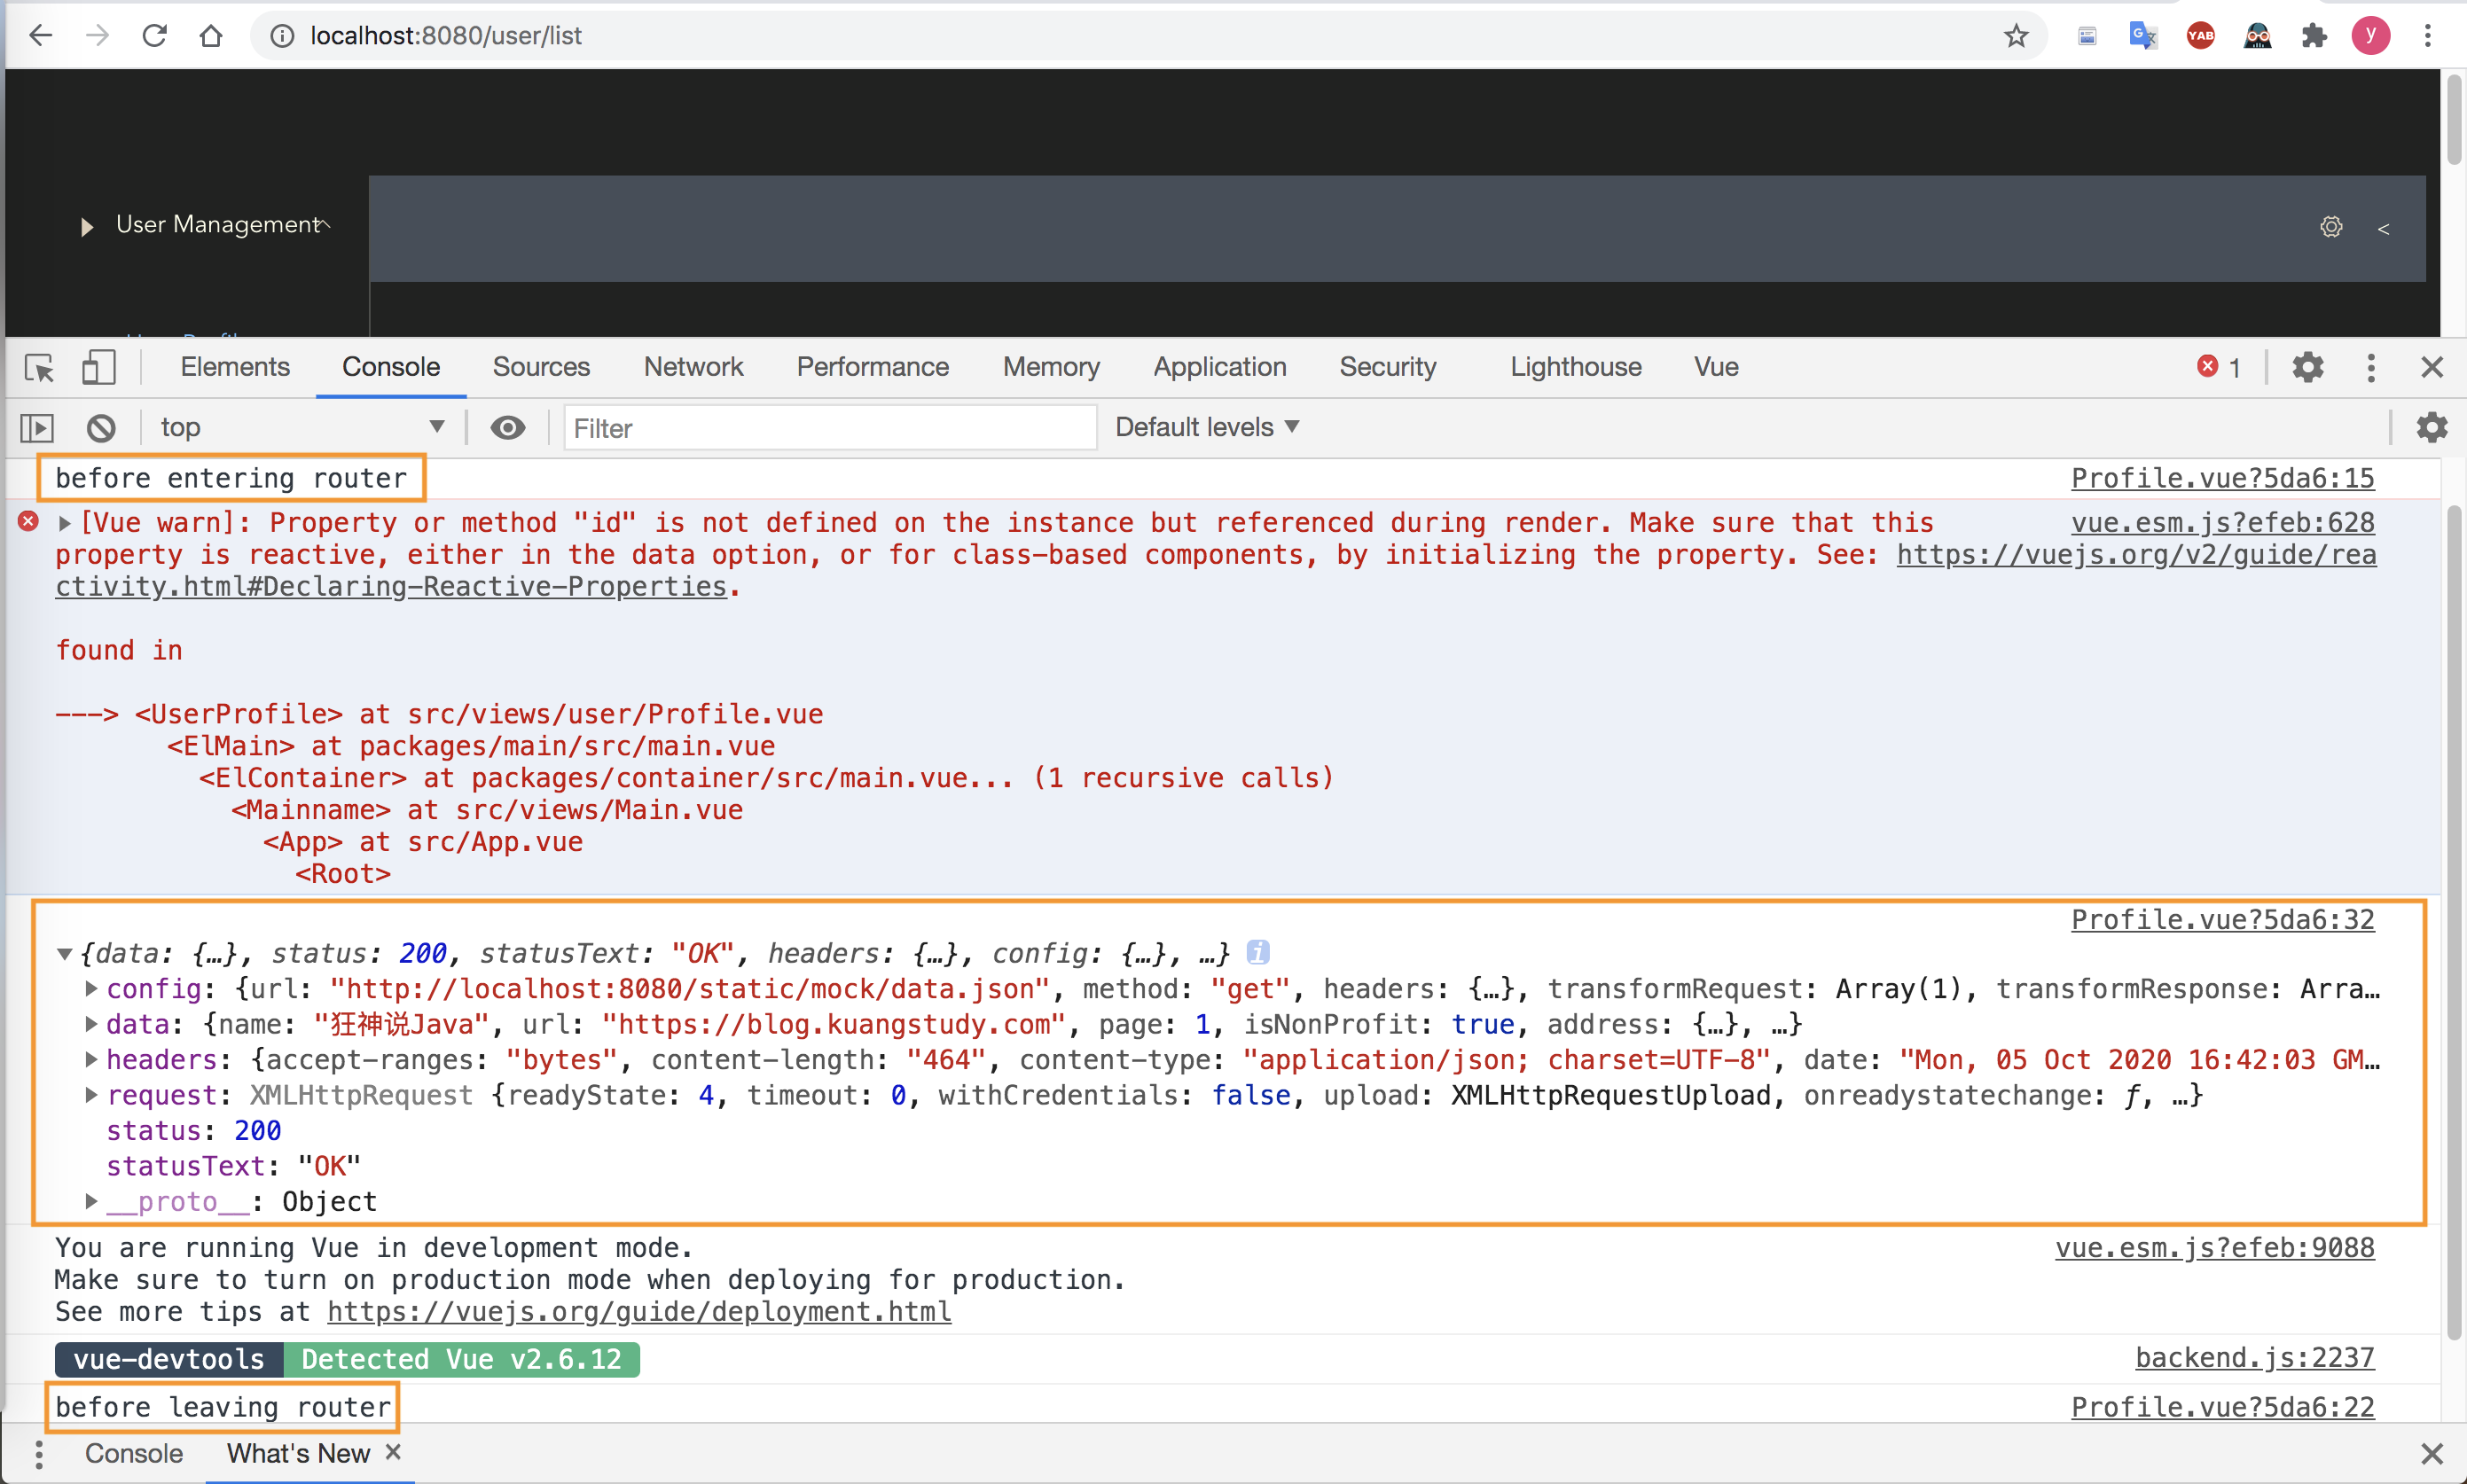 localhost:8080/user/list
YAB
y
User Management
<
Elements Console Sources Network Performance Memory Application Security Lighthouse Vue 1
top Filter Default levels
before entering router Profile.vue?5da6:15
[Vue warn]: Property or method "id" is not defined on the instance but referenced during render. Make sure that this vue.esm.js?efeb:628
property is reactive, either in the data option, or for class-based components, by initializing the property. See: https://vuejs.org/v2/guide/rea
ctivity.html#Declaring-Reactive-Properties.
found in
---> <UserProfile> at src/views/user/Profile.vue
<ElMain> at packages/main/src/main.vue
<ElContainer> at packages/container/src/main.vue... (1 recursive calls)
<Mainname> at src/views/Main.vue
<App> at src/App.vue
<Root>
Profile.vue?5da6:32
{data: {…}, status: 200, statusText: "OK", headers: {…}, config: {…}, …} i
config: {url: "http://localhost:8080/static/mock/data.json", method: "get", headers: {…}, transformRequest: Array(1), transformResponse: Arra…
data: {name: "狂神说Java", url: "https://blog.kuangstudy.com", page: 1, isNonProfit: true, address: {…}, …}
headers: {accept-ranges: "bytes", content-length: "464", content-type: "application/json; charset=UTF-8", date: "Mon, 05 Oct 2020 16:42:03 GM…
request: XMLHttpRequest {readyState: 4, timeout: 0, withCredentials: false, upload: XMLHttpRequestUpload, onreadystatechange: ƒ, …}
status: 200
statusText: "OK"
__proto__: Object
You are running Vue in development mode. vue.esm.js?efeb:9088
Make sure to turn on production mode when deploying for production.
See more tips at https://vuejs.org/guide/deployment.html
vue-devtools Detected Vue v2.6.12 backend.js:2237
before leaving router Profile.vue?5da6:22
Console What's New